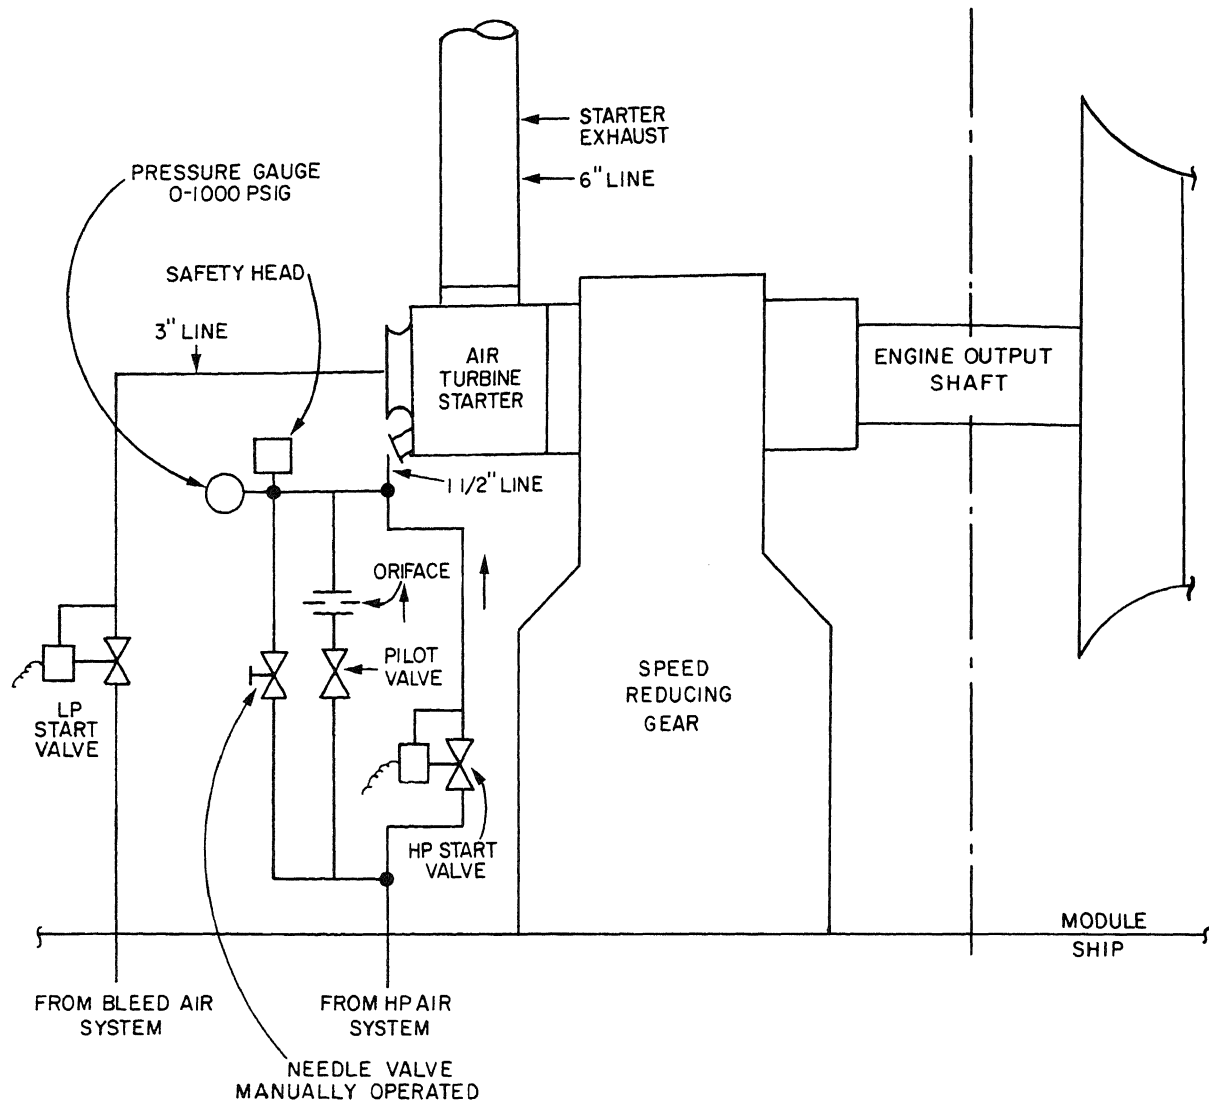 STARTER
EXHAUST
6" LINE
PRESSURE GAUGE
0-1000 PSIG
SAFETY HEAD
3" LINE
AIR
TURBINE
STARTER
ENGINE OUTPUT
SHAFT
1 1/2" LINE
ORIFACE
PILOT
VALVE
LP
START
VALVE
SPEED
REDUCING
GEAR
HP START
VALVE
MODULE
SHIP
FROM BLEED AIR
SYSTEM
FROM HP AIR
SYSTEM
NEEDLE VALVE
MANUALLY OPERATED